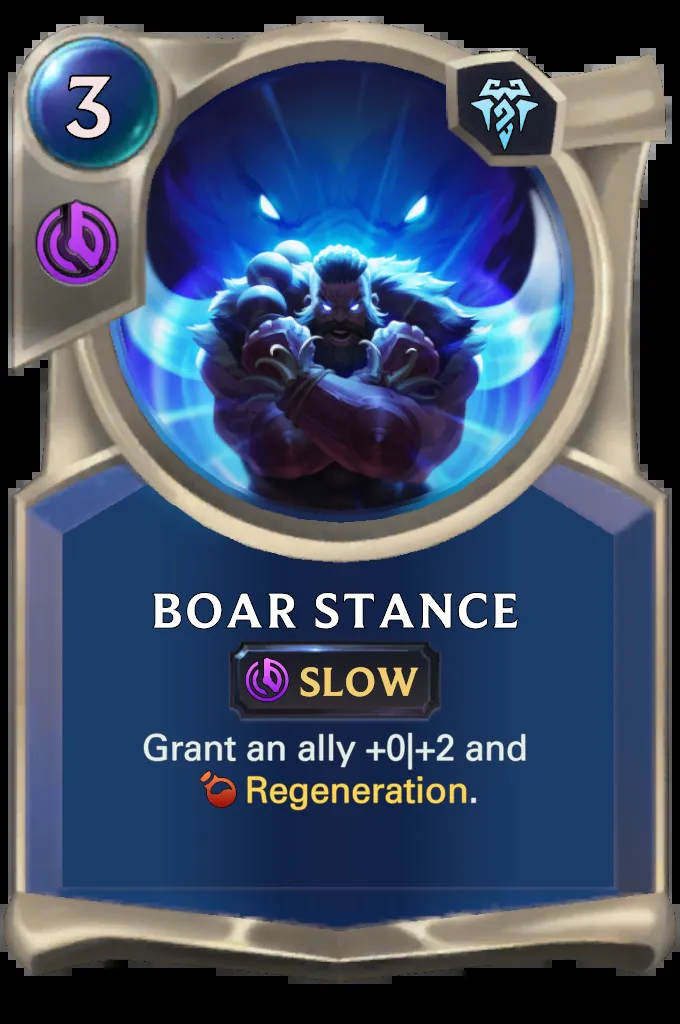 3
BOAR STANCE
SLOW
Grant an ally +0|+2 and
Regeneration.